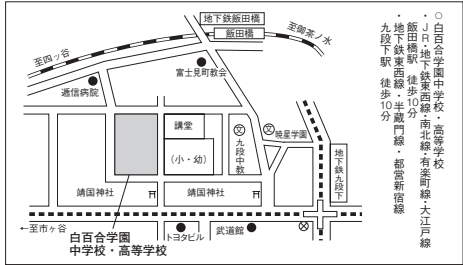 ○白百合学園中学校・高等学校
・JR・地下鉄東西線・南北線・有楽町線・大江戸線
飯田橋駅 徒歩10分
・地下鉄東西線・半蔵門線・都営新宿線
九段下駅 徒歩10分
地下鉄飯田橋
飯田橋
至御茶ノ水
至四ッ谷
富士見町教会
逓信病院
講堂
(小・幼)
文
九段中教
文
暁星学園
地下鉄九段下
靖国神社
靖国神社
←至市ヶ谷
白百合学園
中学校・高等学校
トヨタビル
武道館